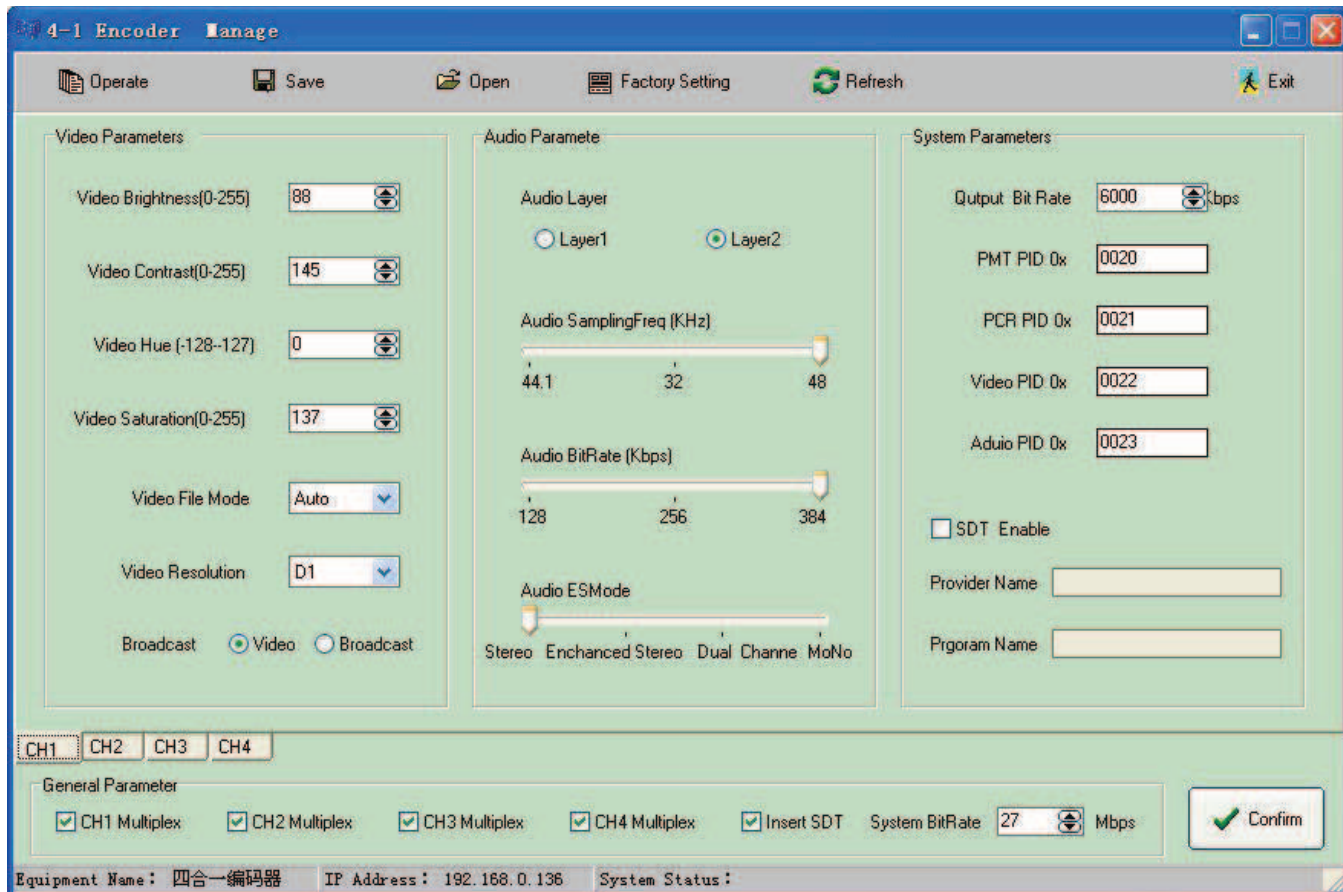 4-1 Encoder Manage
Operate Save Open Factory Setting Refresh Exit
Video Parameters
Video Brightness(0-255) 88
Video Contrast(0-255) 145
Video Hue (-128--127) 0
Video Saturation(0-255) 137
Video File Mode Auto
Video Resolution D1
Broadcast Video Broadcast
Audio Paramete
Audio Layer
Layer1 Layer2
Audio SamplingFreq (KHz)
44.1 32 48
Audio BitRate (Kbps)
128 256 384
Audio ESMode
Stereo Enchanced Stereo Dual Channe MoNo
System Parameters
Qutput Bit Rate 6000 Kbps
PMT PID 0x 0020
PCR PID 0x 0021
Video PID 0x 0022
Aduio PID 0x 0023
SDT Enable
Provider Name
Prgoram Name
CH1 CH2 CH3 CH4
General Parameter
CH1 Multiplex CH2 Multiplex CH3 Multiplex CH4 Multiplex Insert SDT System BitRate 27 Mbps
Confirm
Equipment Name: 四合一编码器 IP Address: 192.168.0.136 System Status: